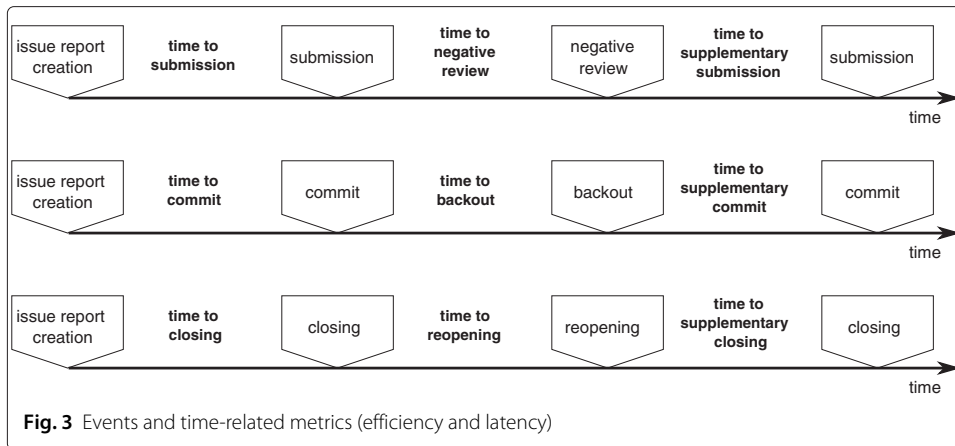 issue report
creation
time to
submission
submission
time to
negative
review
negative
review
time to
supplementary
submission
submission
time
issue report
creation
time to
commit
commit
time to
backout
backout
time to
supplementary
commit
commit
time
issue report
creation
time to
closing
closing
time to
reopening
reopening
time to
supplementary
closing
closing
time
Fig. 3 Events and time-related metrics (efficiency and latency)